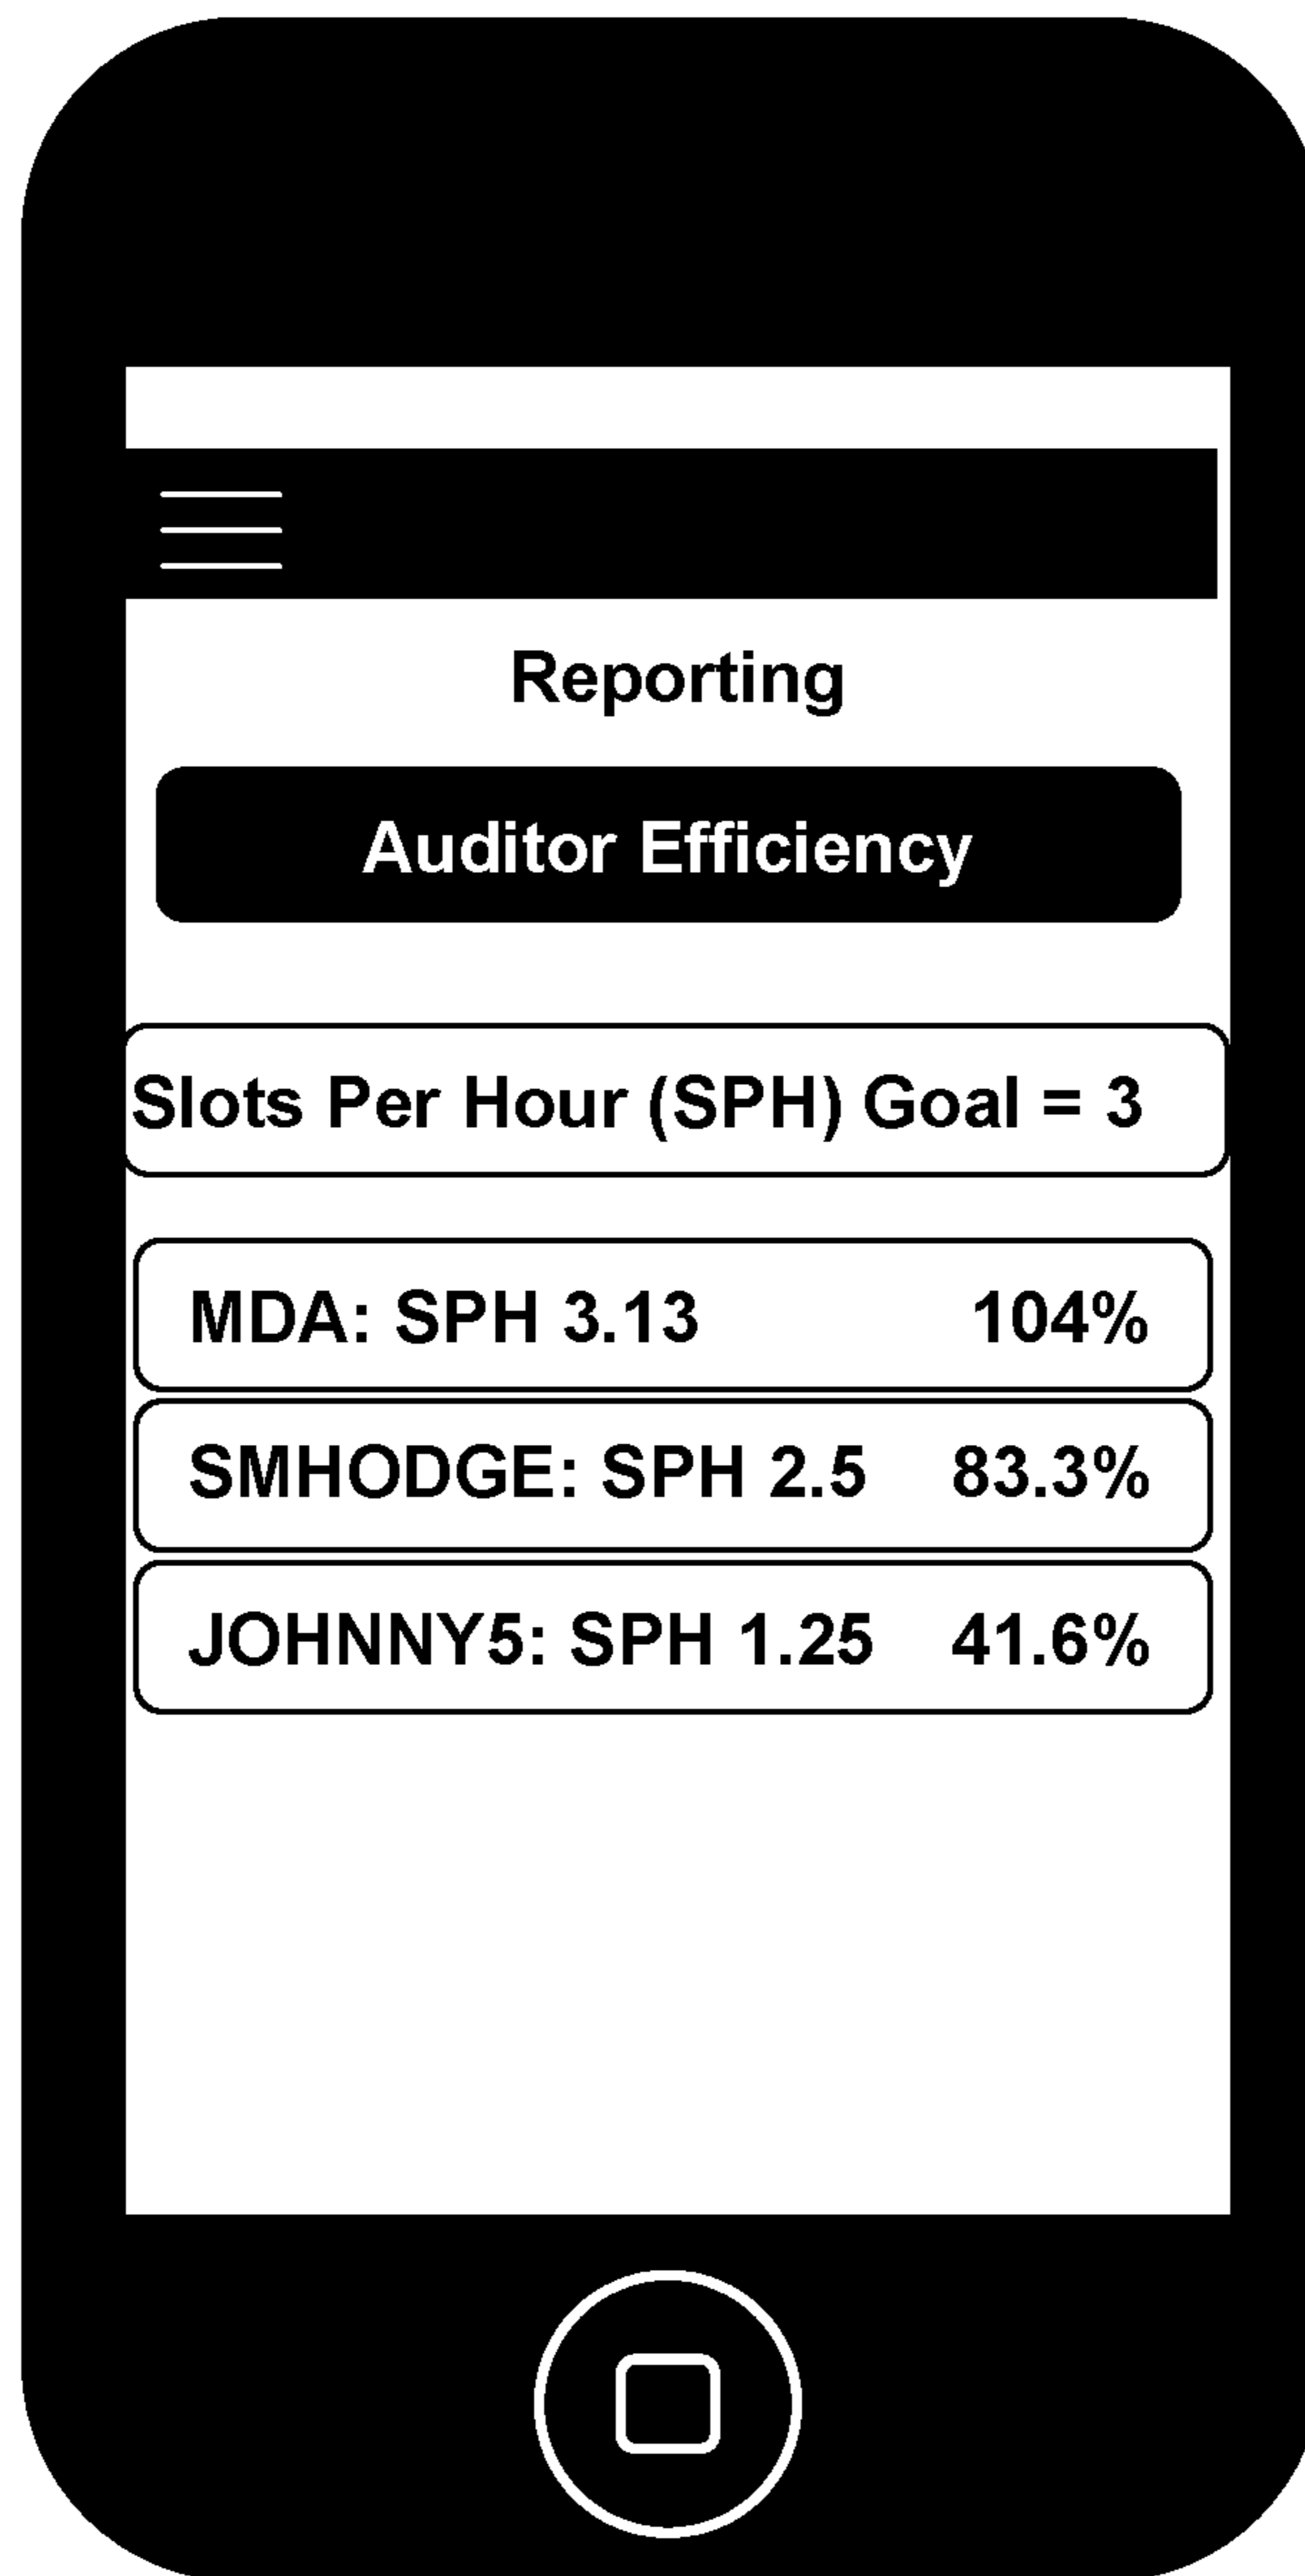 Reporting
Auditor Efficiency
Slots Per Hour (SPH) Goal = 3
MDA: SPH 3.13 104%
SMHODGE: SPH 2.5 83.3%
JOHNNY5: SPH 1.25 41.6%